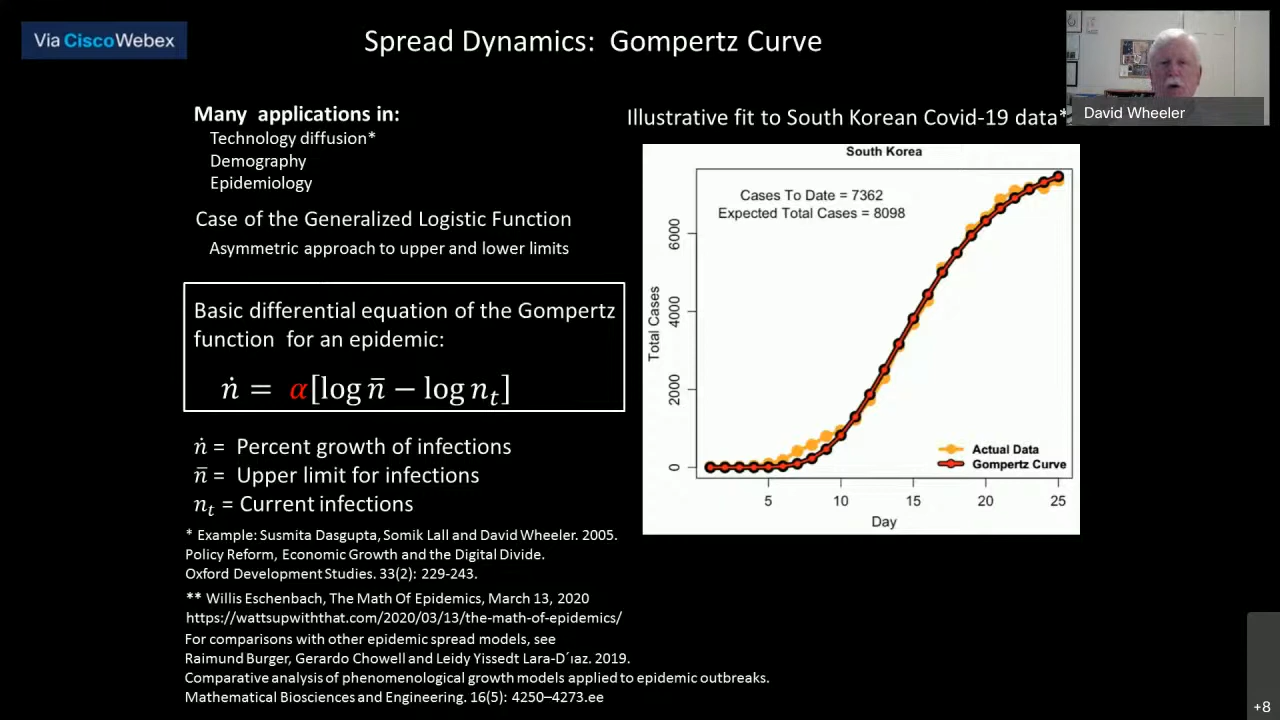 Via Cisco Webex
Spread Dynamics: Gompertz Curve
David Wheeler
Many applications in:
Technology diffusion*
Demography
Epidemiology
Case of the Generalized Logistic Function
Asymmetric approach to upper and lower limits
Basic differential equation of the Gompertz
function for an epidemic:
ṅ = α[log n̄ − log nₜ]
ṅ = Percent growth of infections
n̄ = Upper limit for infections
nₜ = Current infections
* Example: Susmita Dasgupta, Somik Lall and David Wheeler. 2005.
Policy Reform, Economic Growth and the Digital Divide.
Oxford Development Studies. 33(2): 229-243.
** Willis Eschenbach, The Math Of Epidemics, March 13, 2020
https://wattsupwiththat.com/2020/03/13/the-math-of-epidemics/
For comparisons with other epidemic spread models, see
Raimund Burger, Gerardo Chowell and Leidy Yissedt Lara-D´ıaz. 2019.
Comparative analysis of phenomenological growth models applied to epidemic outbreaks.
Mathematical Biosciences and Engineering. 16(5): 4250–4273.ee
Illustrative fit to South Korean Covid-19 data*
South Korea
Cases To Date = 7362
Expected Total Cases = 8098
Total Cases
6000
4000
2000
0
Actual Data
Gompertz Curve
5 10 15 20 25
Day
+8